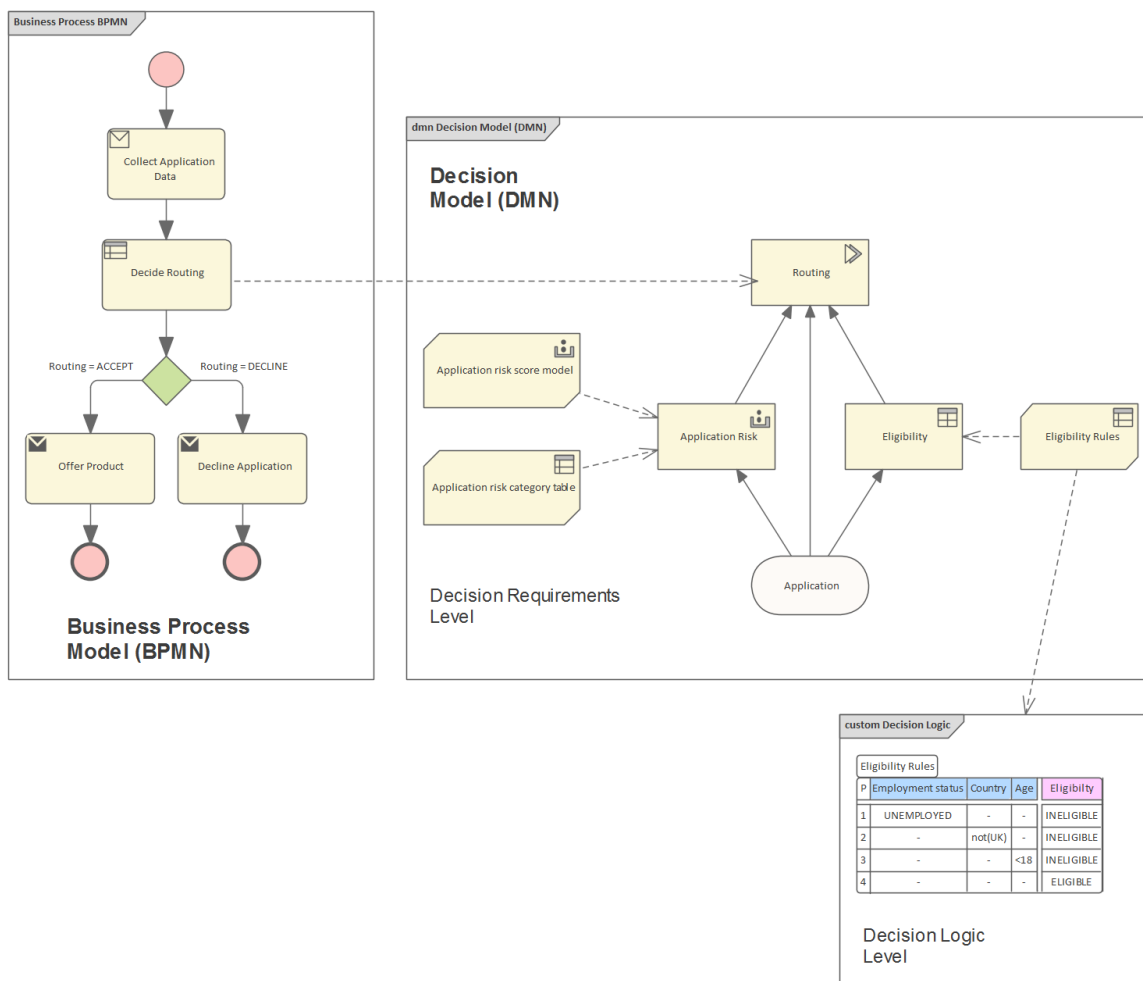 Business Process BPMN
Collect Application
Data
Decide Routing
Routing = ACCEPT
Routing = DECLINE
Offer Product
Decline Application
Business Process
Model (BPMN)
dmn Decision Model (DMN)
Decision
Model (DMN)
Routing
Application risk score model
Application Risk
Eligibility
Eligibility Rules
Application risk category table
Application
Decision Requirements
Level
custom Decision Logic
Eligibility Rules
P Employment status Country Age Eligibilty
1 UNEMPLOYED - - INELIGIBLE
2 - not(UK) - INELIGIBLE
3 - - <18 INELIGIBLE
4 - - - ELIGIBLE
Decision Logic
Level